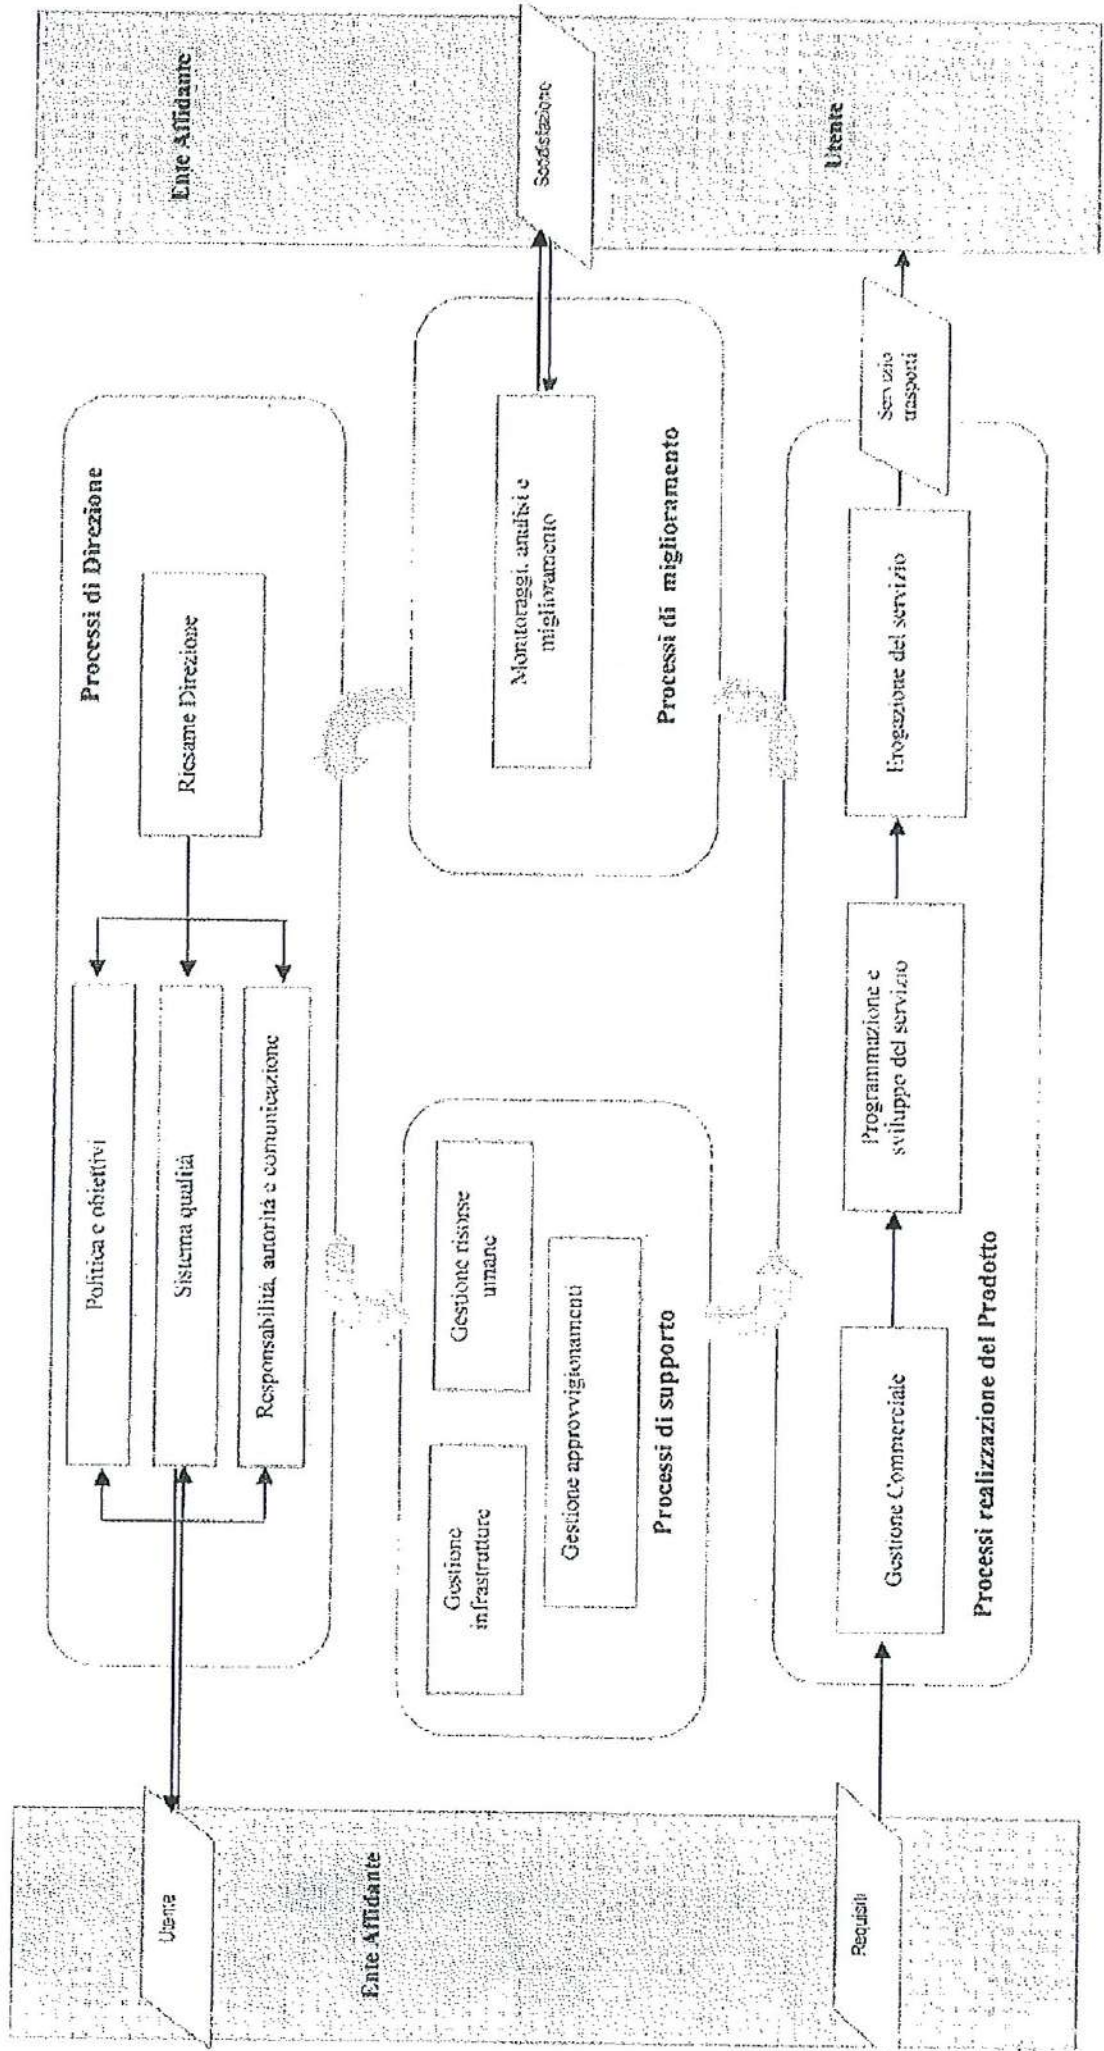 Processi di Direzione
Politica e obiettivi
Sistema qualità
Responsabilità, autorità e comunicazione
Riesame Direzione
Utente
Ente Affidante
Requisiti
Gestione
infrastrutture
Gestione risorse
umane
Gestione approvvigionamenti
Processi di supporto
Monitoraggi, analisi e
miglioramento
Processi di miglioramento
Gestione Commerciale
Programmazione e
sviluppo del servizio
Erogazione del servizio
Processi realizzazione del Prodotto
Servizio
trasporti
Ente Affidante
Soddisfazione
Utente